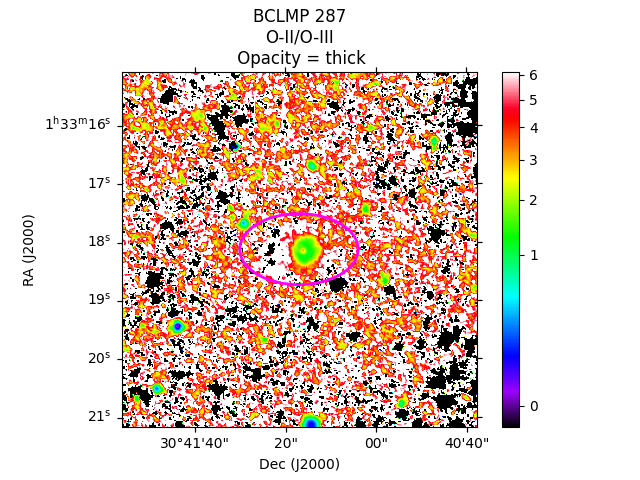 BCLMP 287
O-II/O-III
Opacity = thick
1ʰ33ᵐ16ˢ
17ˢ
18ˢ
19ˢ
20ˢ
21ˢ
RA (J2000)
30°41'40"
20"
00"
40'40"
Dec (J2000)
6
5
4
3
2
1
0